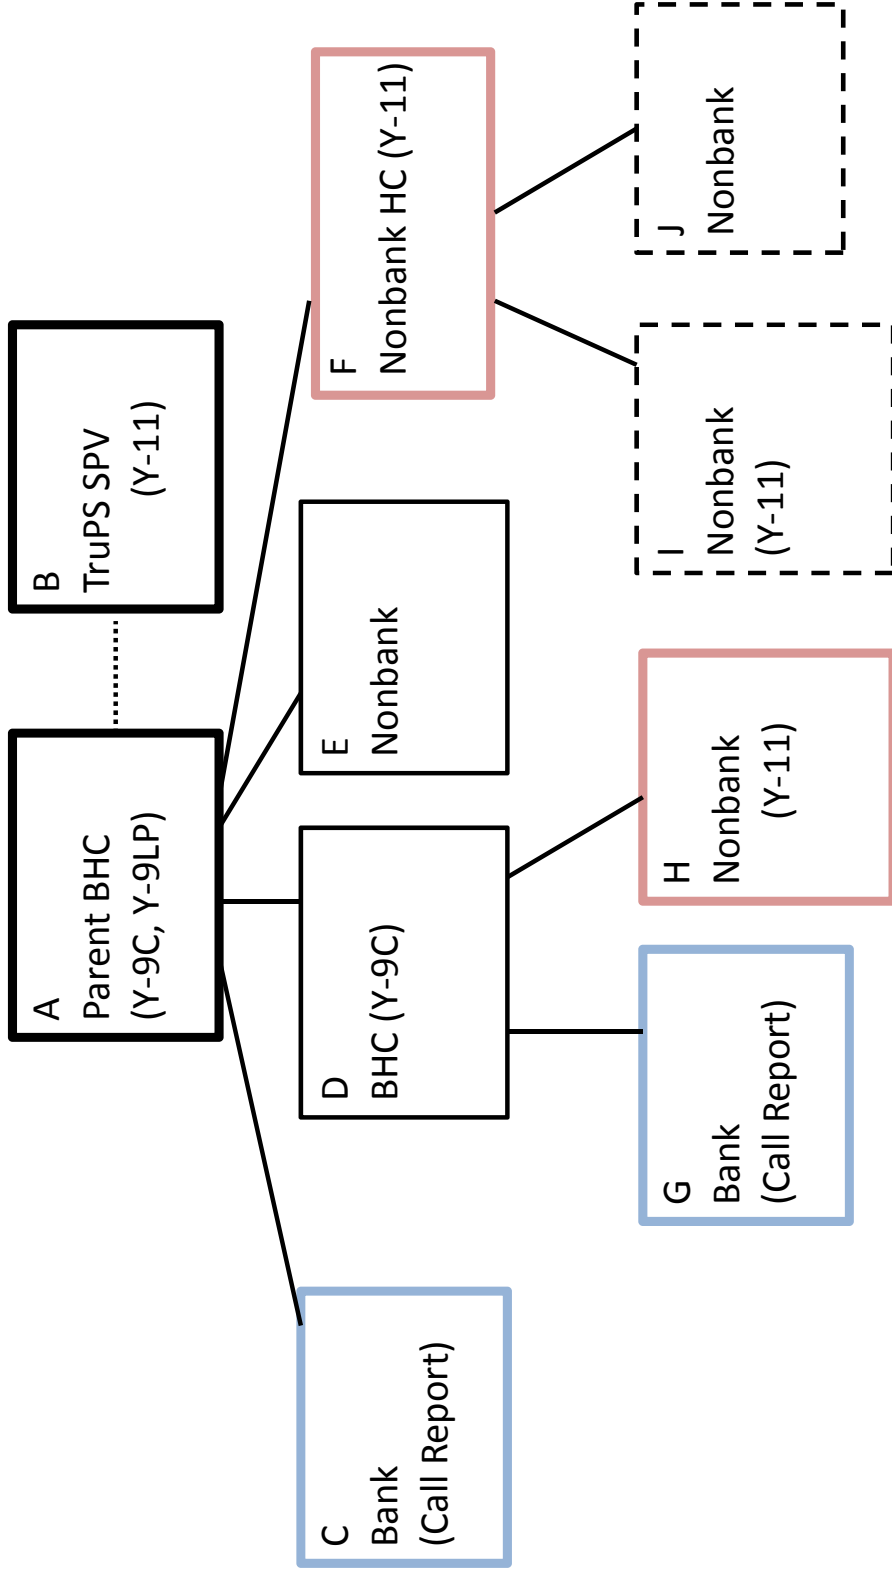 A
Parent BHC
(Y-9C, Y-9LP)
B
TruPS SPV
(Y-11)
C
Bank
(Call Report)
D
BHC (Y-9C)
E
Nonbank
F
Nonbank HC (Y-11)
G
Bank
(Call Report)
H
Nonbank
(Y-11)
I
Nonbank
(Y-11)
J
Nonbank